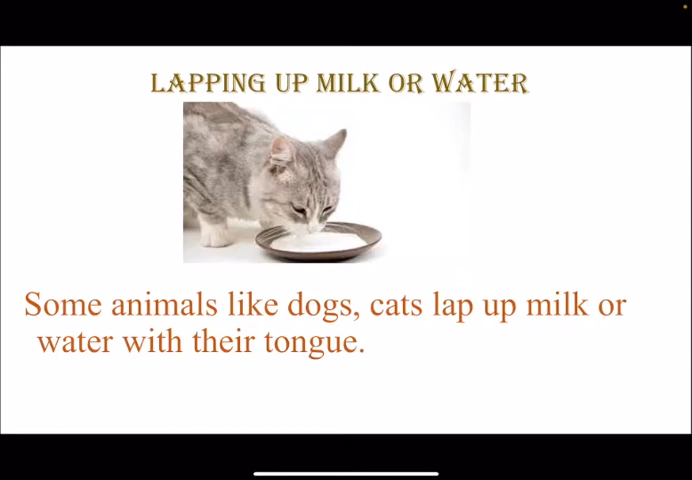 LAPPING UP MILK OR WATER
Some animals like dogs, cats lap up milk or
water with their tongue.